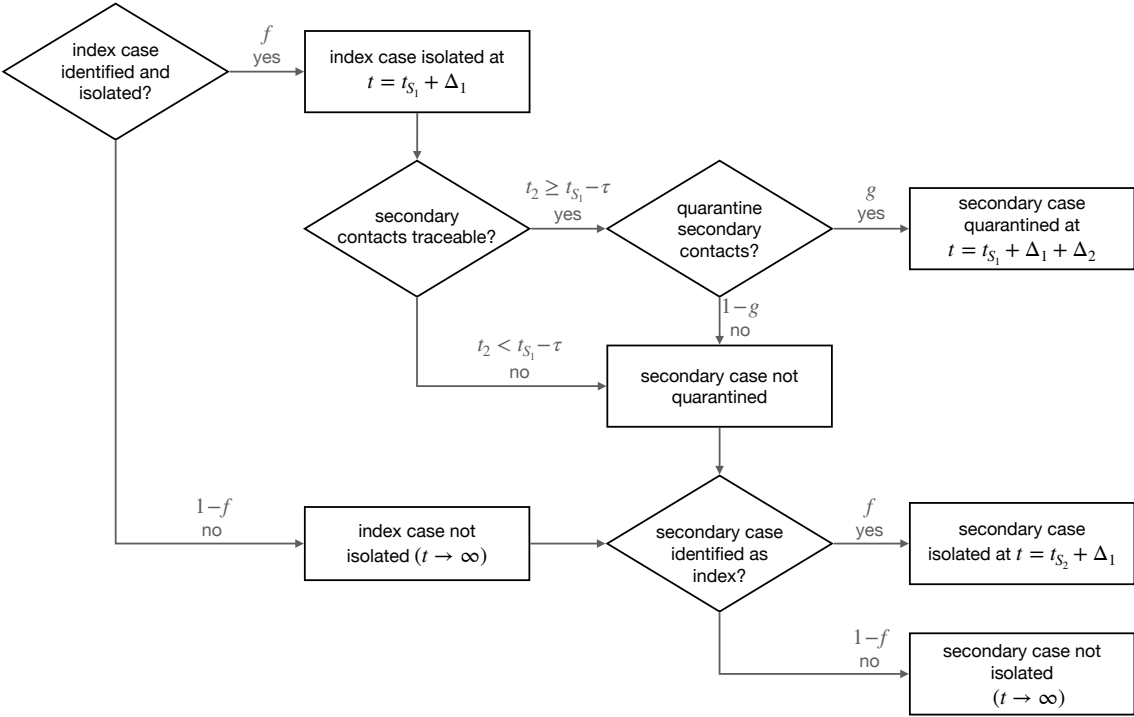 index case
identified and
isolated?
f
yes
index case isolated at
t = t_{S_1} + Δ_1
secondary
contacts traceable?
t_2 ≥ t_{S_1} − τ
yes
quarantine
secondary
contacts?
g
yes
secondary case
quarantined at
t = t_{S_1} + Δ_1 + Δ_2
1−g
no
t_2 < t_{S_1} − τ
no
secondary case not
quarantined
1−f
no
index case not
isolated (t → ∞)
secondary case
identified as
index?
f
yes
secondary case
isolated at t = t_{S_2} + Δ_1
1−f
no
secondary case not
isolated
(t → ∞)